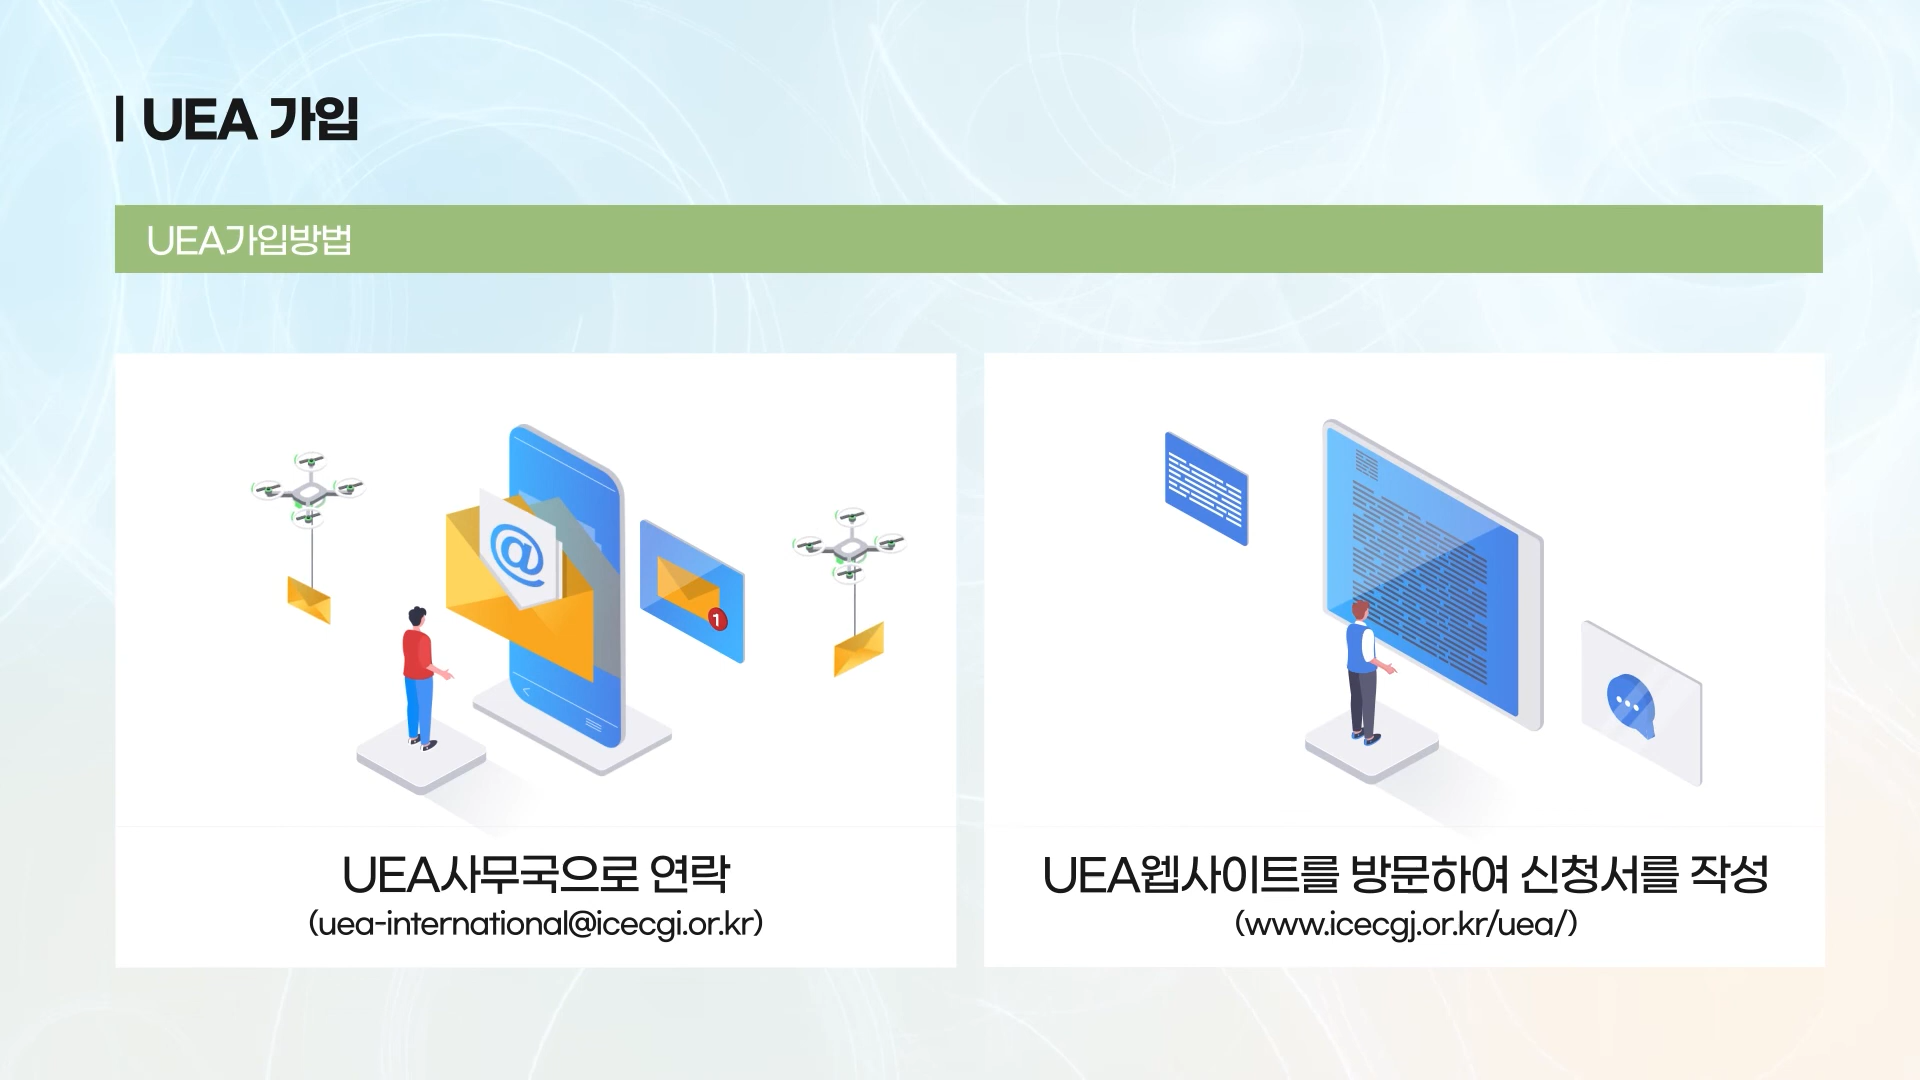 UEA 가입
UEA가입방법
@
1
UEA사무국으로 연락
(uea-international@icecgi.or.kr)
UEA웹사이트를 방문하여 신청서를 작성
(www.icecgj.or.kr/uea/)